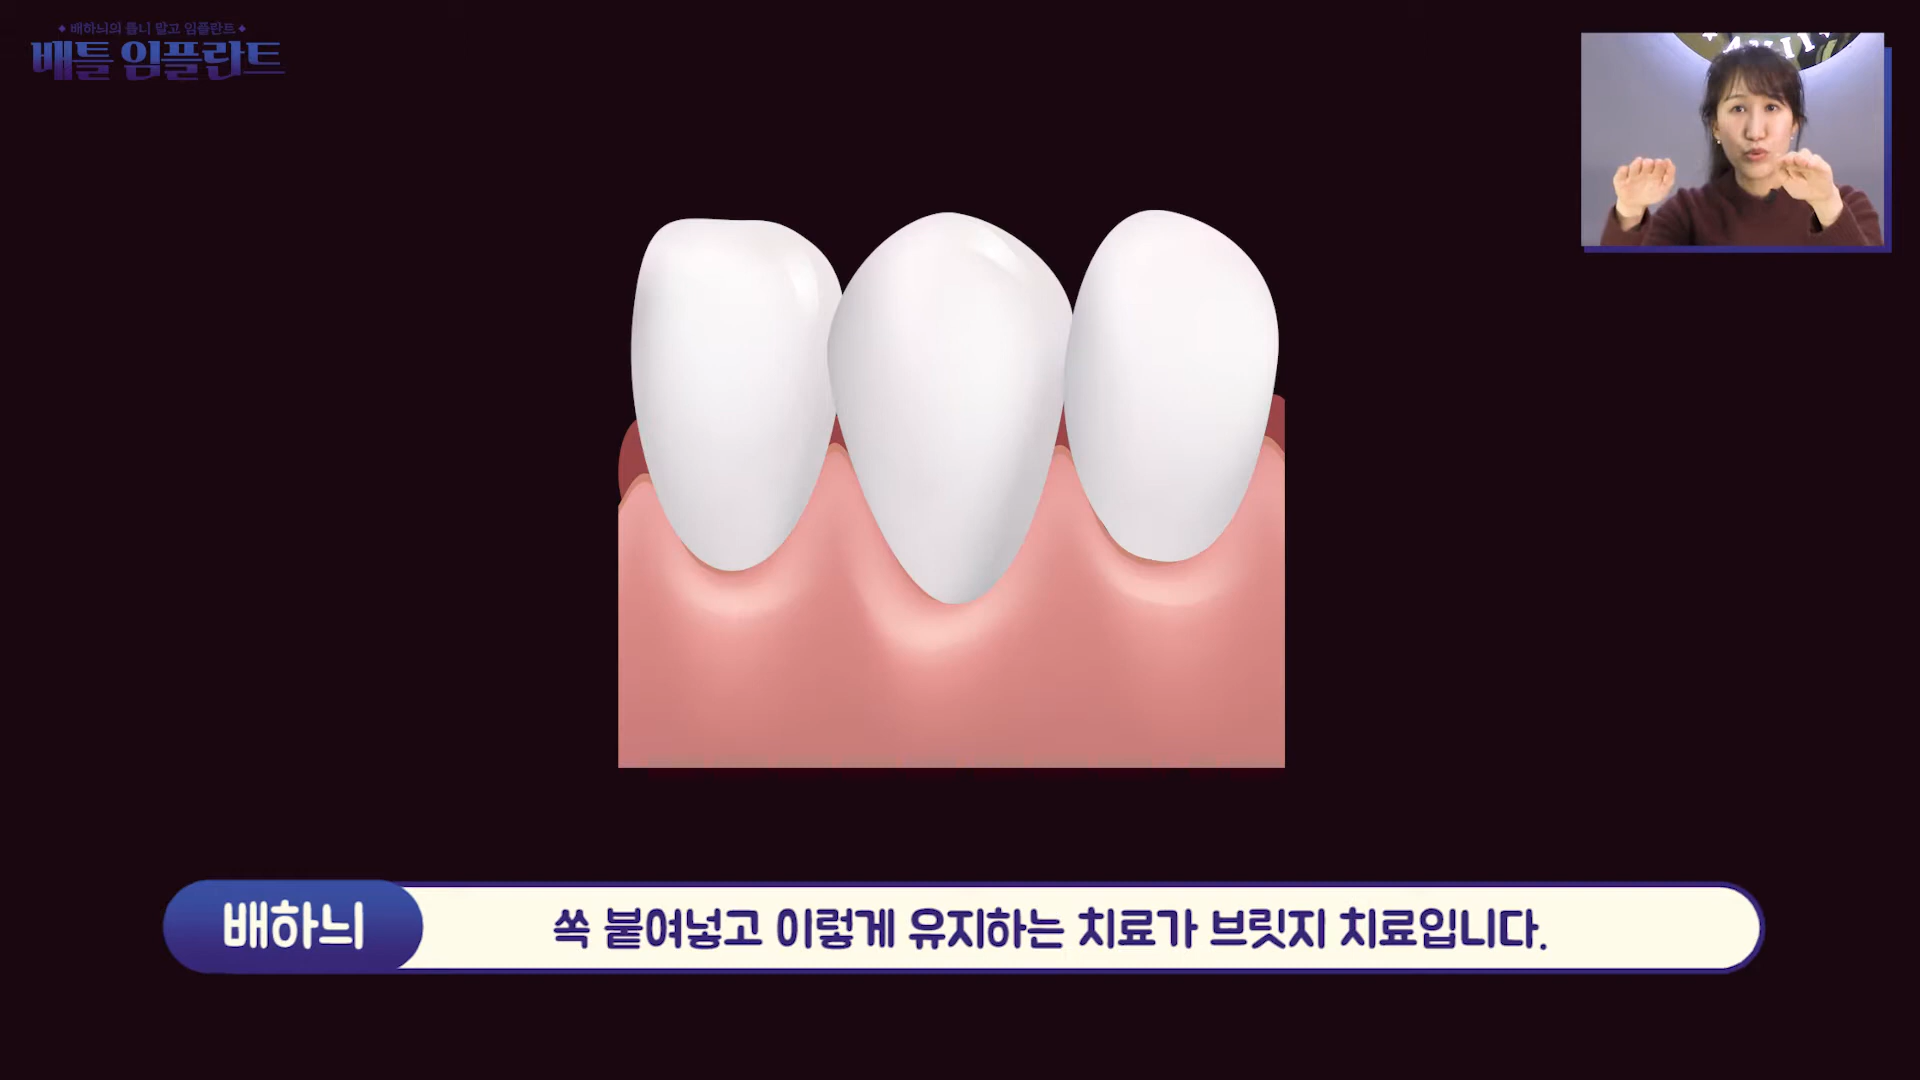 배하늬의 틀니 말고 임플란트
배틀 임플란트
배하늬
쏙 붙여넣고 이렇게 유지하는 치료가 브릿지 치료입니다.